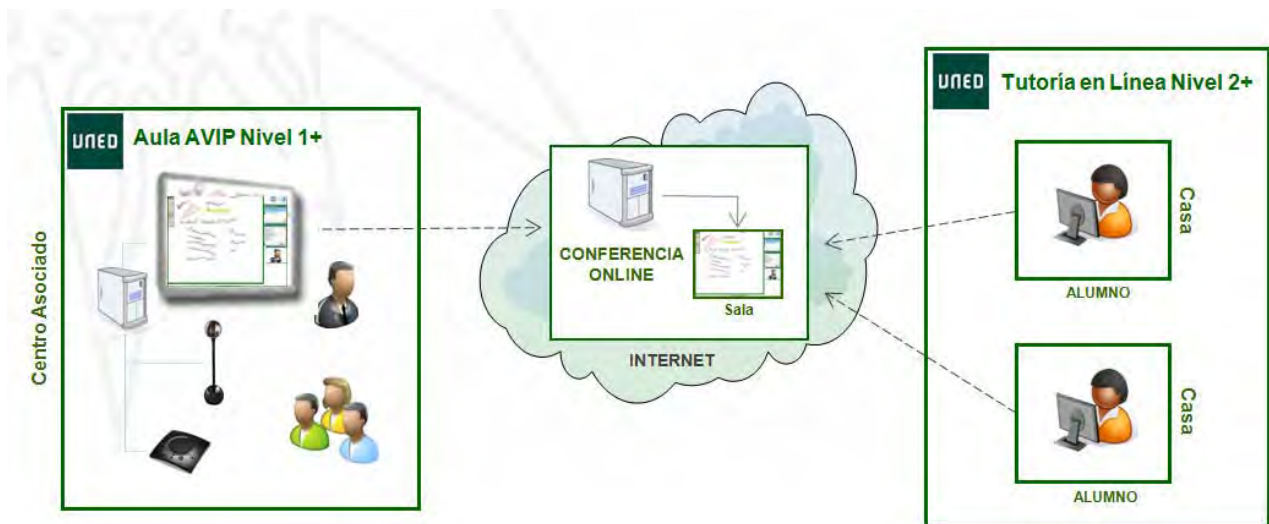 UNED
Aula AVIP Nivel 1+
Centro Asociado
CONFERENCIA
ONLINE
Sala
INTERNET
UNED
Tutoría en Línea Nivel 2+
Casa
ALUMNO
Casa
ALUMNO